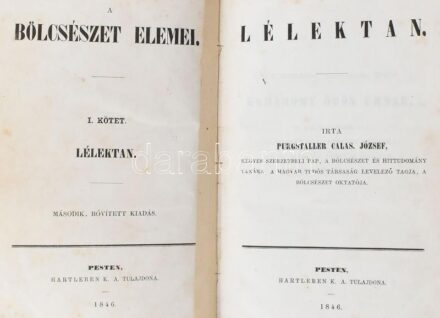 A
BÖLCSÉSZET ELEMEI.
I. KÖTET.
LÉLEKTAN.
MÁSODIK, BŐVÍTETT KIADÁS.
PESTEN,
HARTLEBEN K. A. TULAJDONA.
1846.
LÉLEKTAN.
IRTA
PURGSTALLER CALAS. JÓZSEF,
KEGYES SZERZETBELI PAP, A BÖLCSÉSZET ÉS HITTUDOMÁNY
A MAGYAR TUDÓS TÁRSASÁG LEVELEZŐ TAGJA, A
BÖLCSÉSZET OKTATÓJA.
PESTEN,
HARTLEBEN K. A. TULAJDONA.
1846.